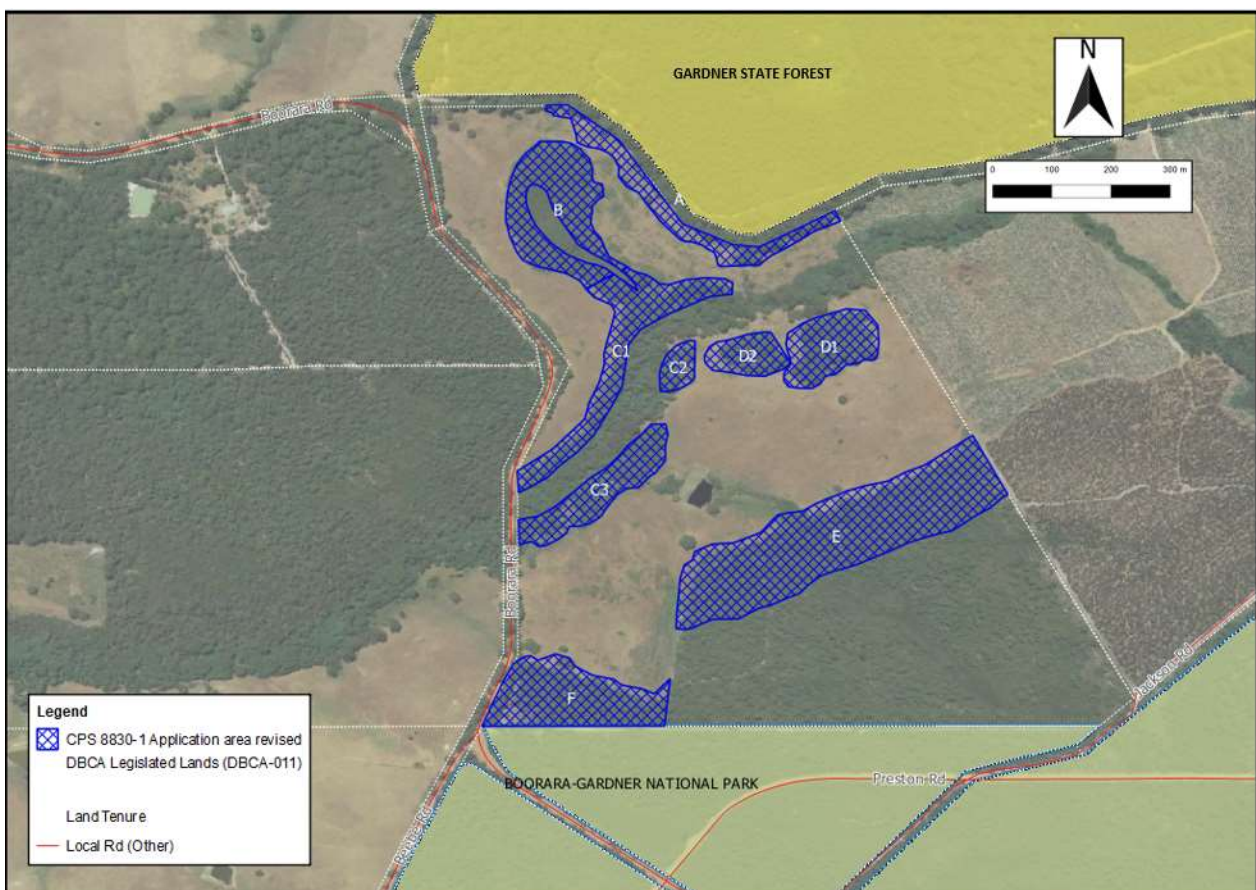 GARDNER STATE FOREST
N
0 100 200 300 m
Boorara Rd
A
B
C1
C2
D2
D1
C3
E
Boorara Rd
F
Jackson Rd
BOORARA-GARDNER NATIONAL PARK
Preston Rd
Legend
CPS 8830-1 Application area revised
DBCA Legislated Lands (DBCA-011)
Land Tenure
Local Rd (Other)